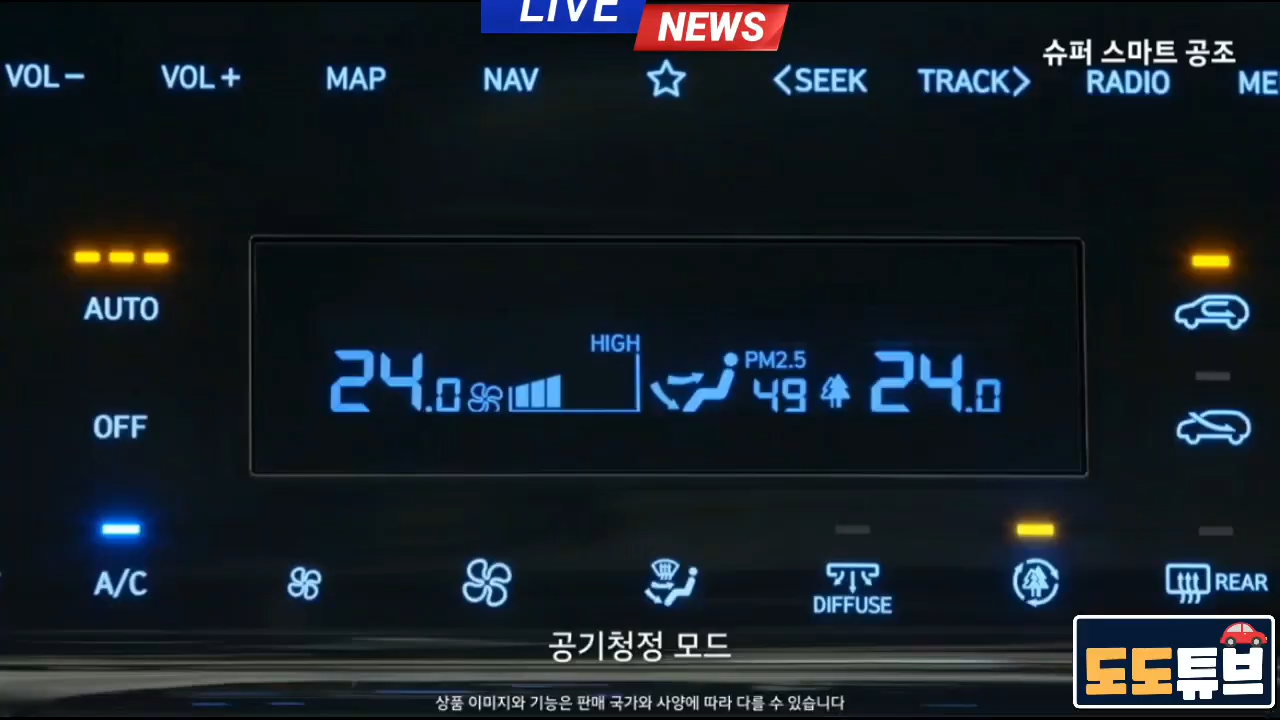 LIVE
NEWS
슈퍼 스마트 공조
VOL− VOL+ MAP NAV <SEEK TRACK> RADIO ME
AUTO
HIGH
24.0 PM2.5 49 24.0
OFF
A/C
DIFFUSE
REAR
공기청정 모드
상품 이미지와 기능은 판매 국가와 사양에 따라 다를 수 있습니다
도도튜브